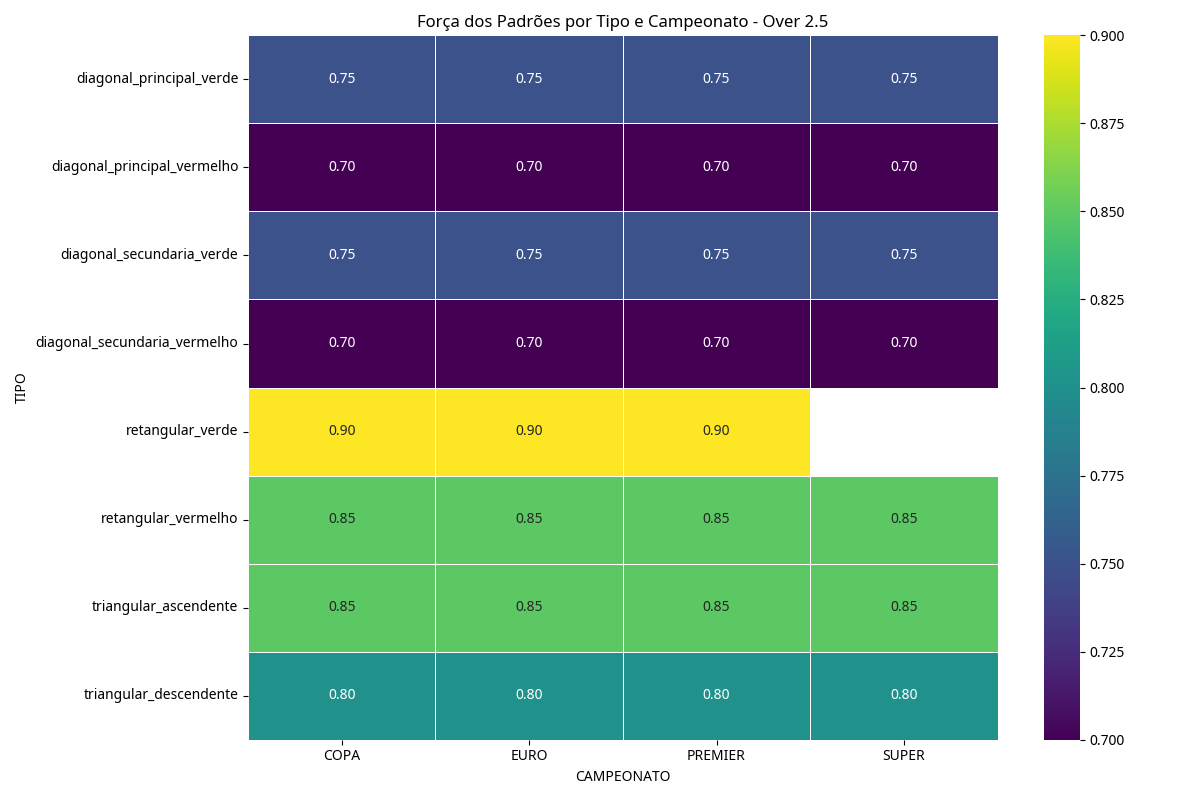 Força dos Padrões por Tipo e Campeonato - Over 2.5
TIPO
diagonal_principal_verde 0.75 0.75 0.75 0.75
diagonal_principal_vermelho 0.70 0.70 0.70 0.70
diagonal_secundaria_verde 0.75 0.75 0.75 0.75
diagonal_secundaria_vermelho 0.70 0.70 0.70 0.70
retangular_verde 0.90 0.90 0.90
retangular_vermelho 0.85 0.85 0.85 0.85
triangular_ascendente 0.85 0.85 0.85 0.85
triangular_descendente 0.80 0.80 0.80 0.80
COPA EURO PREMIER SUPER
CAMPEONATO
0.900
0.875
0.850
0.825
0.800
0.775
0.750
0.725
0.700